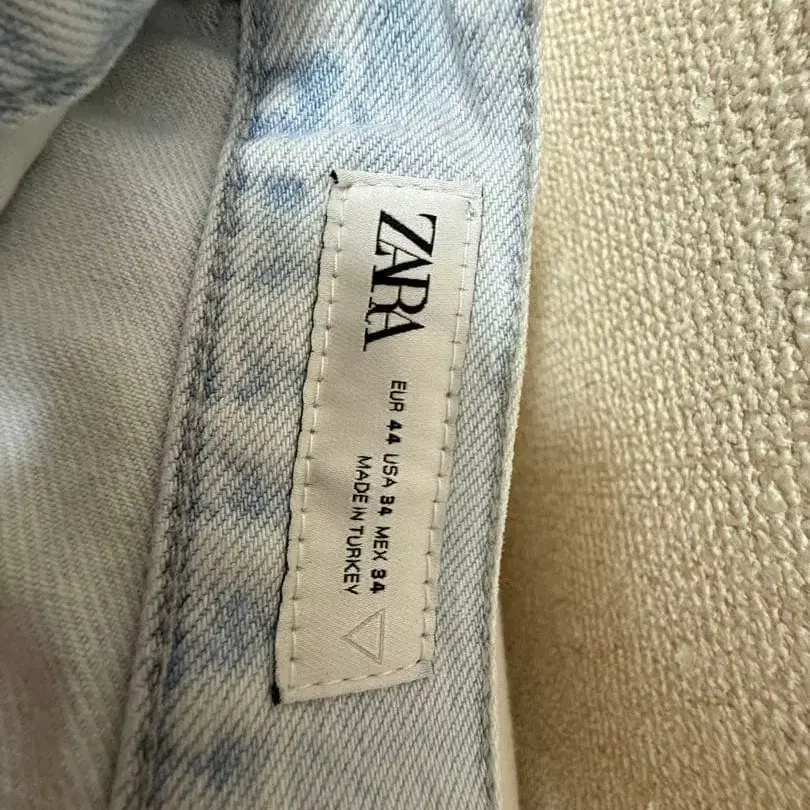 ZARA
EUR 44 USA 34 MEX 34
MADE IN TURKEY